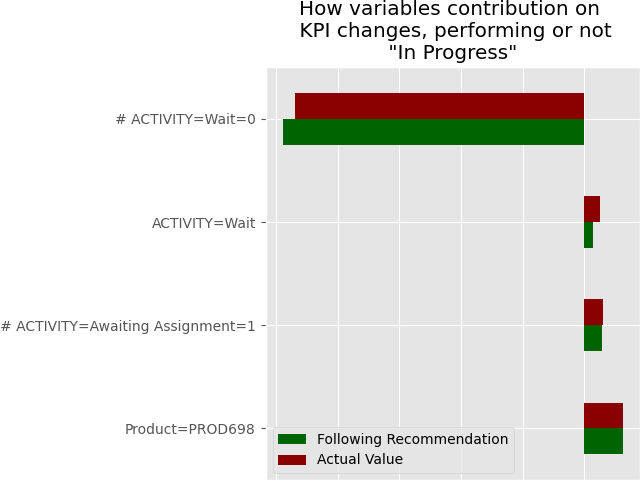 How variables contribution on
KPI changes, performing or not
"In Progress"
# ACTIVITY=Wait=0
ACTIVITY=Wait
# ACTIVITY=Awaiting Assignment=1
Product=PROD698
Following Recommendation
Actual Value